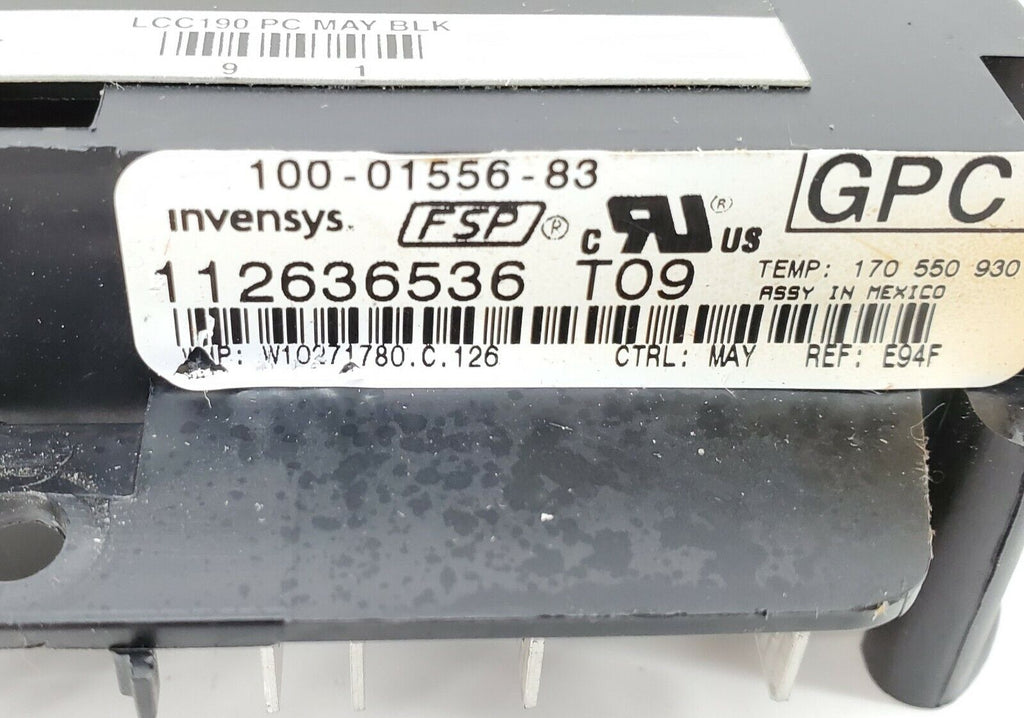 LCC190 PC MAY BLK
9 1
100-01556-83
invensys. FSP® c RU® US GPC
112636536 T09 TEMP: 170 550 930
ASSY IN MEXICO
W10271780.C.126 CTRL: MAY REF: E94F